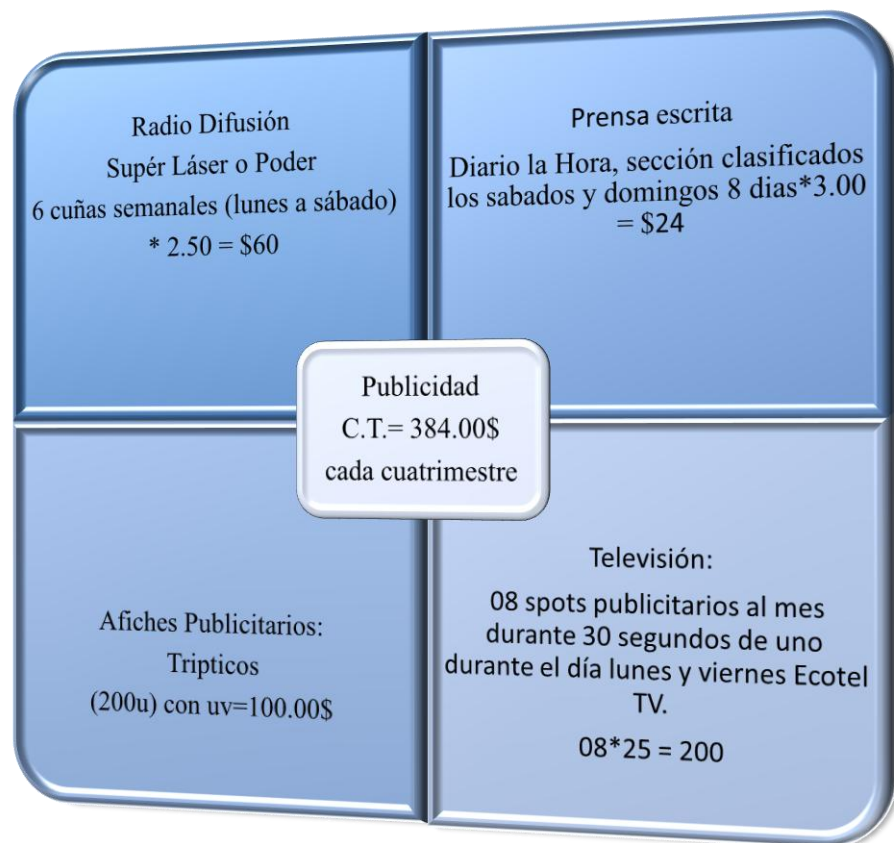 Radio Difusión
Supér Láser o Poder
6 cuñas semanales (lunes a sábado)
* 2.50 = $60
Prensa escrita
Diario la Hora, sección clasificados
los sabados y domingos 8 dias*3.00
= $24
Publicidad
C.T.= 384.00$
cada cuatrimestre
Afiches Publicitarios:
Tripticos
(200u) con uv=100.00$
Televisión:
08 spots publicitarios al mes
durante 30 segundos de uno
durante el día lunes y viernes Ecotel
TV.
08*25 = 200